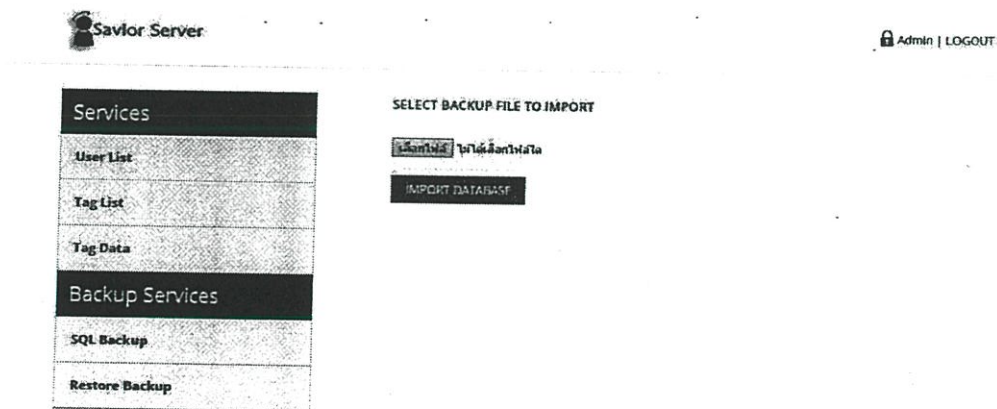 Savior Server
Admin | LOGOUT
Services
User List
Tag List
Tag Data
Backup Services
SQL Backup
Restore Backup
SELECT BACKUP FILE TO IMPORT
เลือกไฟล์ ไม่ได้เลือกไฟล์ใด
IMPORT DATABASE